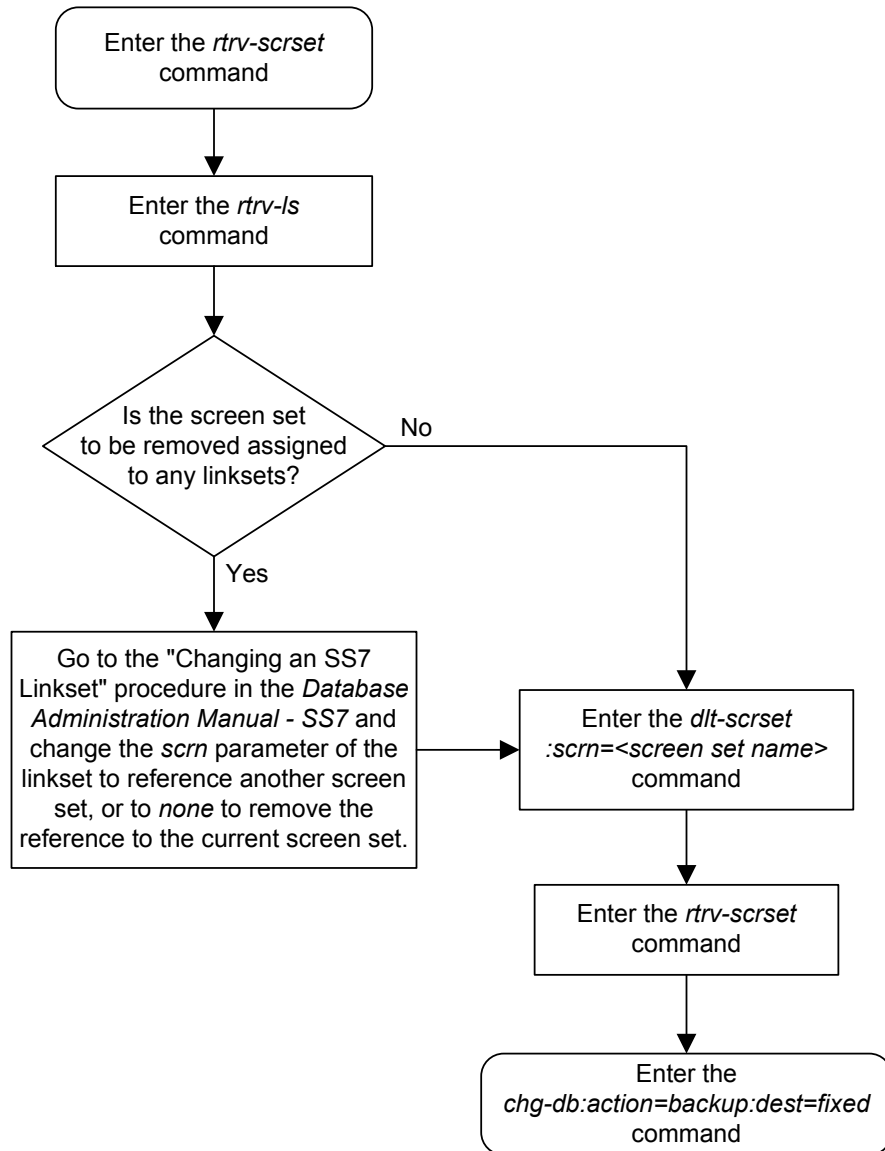 Enter the rtrv-scrset
command
Enter the rtrv-ls
command
Is the screen set
to be removed assigned
to any linksets?
No
Yes
Go to the "Changing an SS7
Linkset" procedure in the Database
Administration Manual - SS7 and
change the scrn parameter of the
linkset to reference another screen
set, or to none to remove the
reference to the current screen set.
Enter the dlt-scrset
:scrn=<screen set name>
command
Enter the rtrv-scrset
command
Enter the
chg-db:action=backup:dest=fixed
command